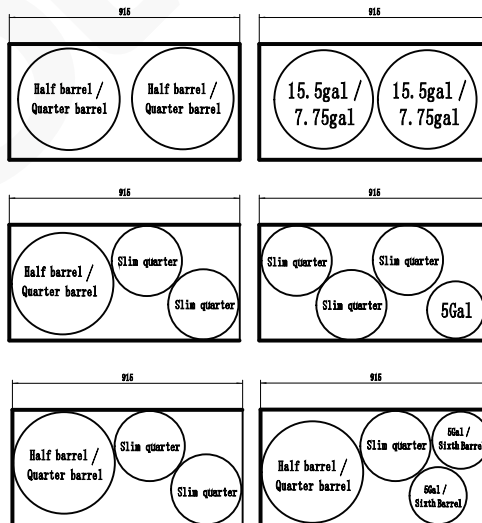 915
915
Half barrel /
Quarter barrel
Half barrel /
Quarter barrel
15.5gal /
7.75gal
15.5gal /
7.75gal
915
915
Half barrel /
Quarter barrel
Slim quarter
Slim quarter
Slim quarter
Slim quarter
Slim quarter
5Gal
915
915
Half barrel /
Quarter barrel
Slim quarter
Slim quarter
Half barrel /
Quarter barrel
Slim quarter
5Gal /
Sixth Barrel
5Gal /
Sixth Barrel